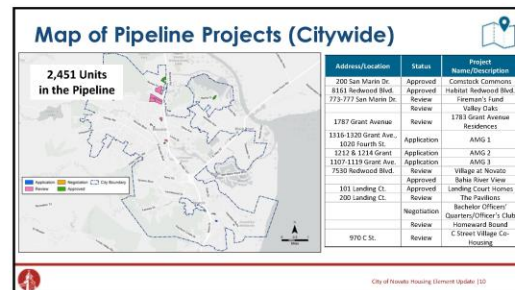 Map of Pipeline Projects (Citywide)
2,451 Units
in the Pipeline
Application
Negotiation
City Boundary
Review
Approved
Address/Location Status Project Name/Description
200 San Marin Dr. Approved Comstock Commons
8161 Redwood Blvd. Approved Habitat Redwood Blvd.
773-777 San Marin Dr. Review Fireman's Fund
Review Valley Oaks
1787 Grant Avenue Review 1783 Grant Avenue Residences
1316-1320 Grant Ave., 1020 Fourth St. Application AMG 1
1212 & 1214 Grant Application AMG 2
1107-1119 Grant Ave. Application AMG 3
7530 Redwood Blvd. Review Village at Novato
Approved Bahia River View
101 Landing Ct. Approved Landing Court Homes
200 Landing Ct. Review The Pavilions
Negotiation Bachelor Officers' Quarters/Officer's Club
Review Homeward Bound
970 C St. Review C Street Village Co-Housing
City of Novato Housing Element Update |10